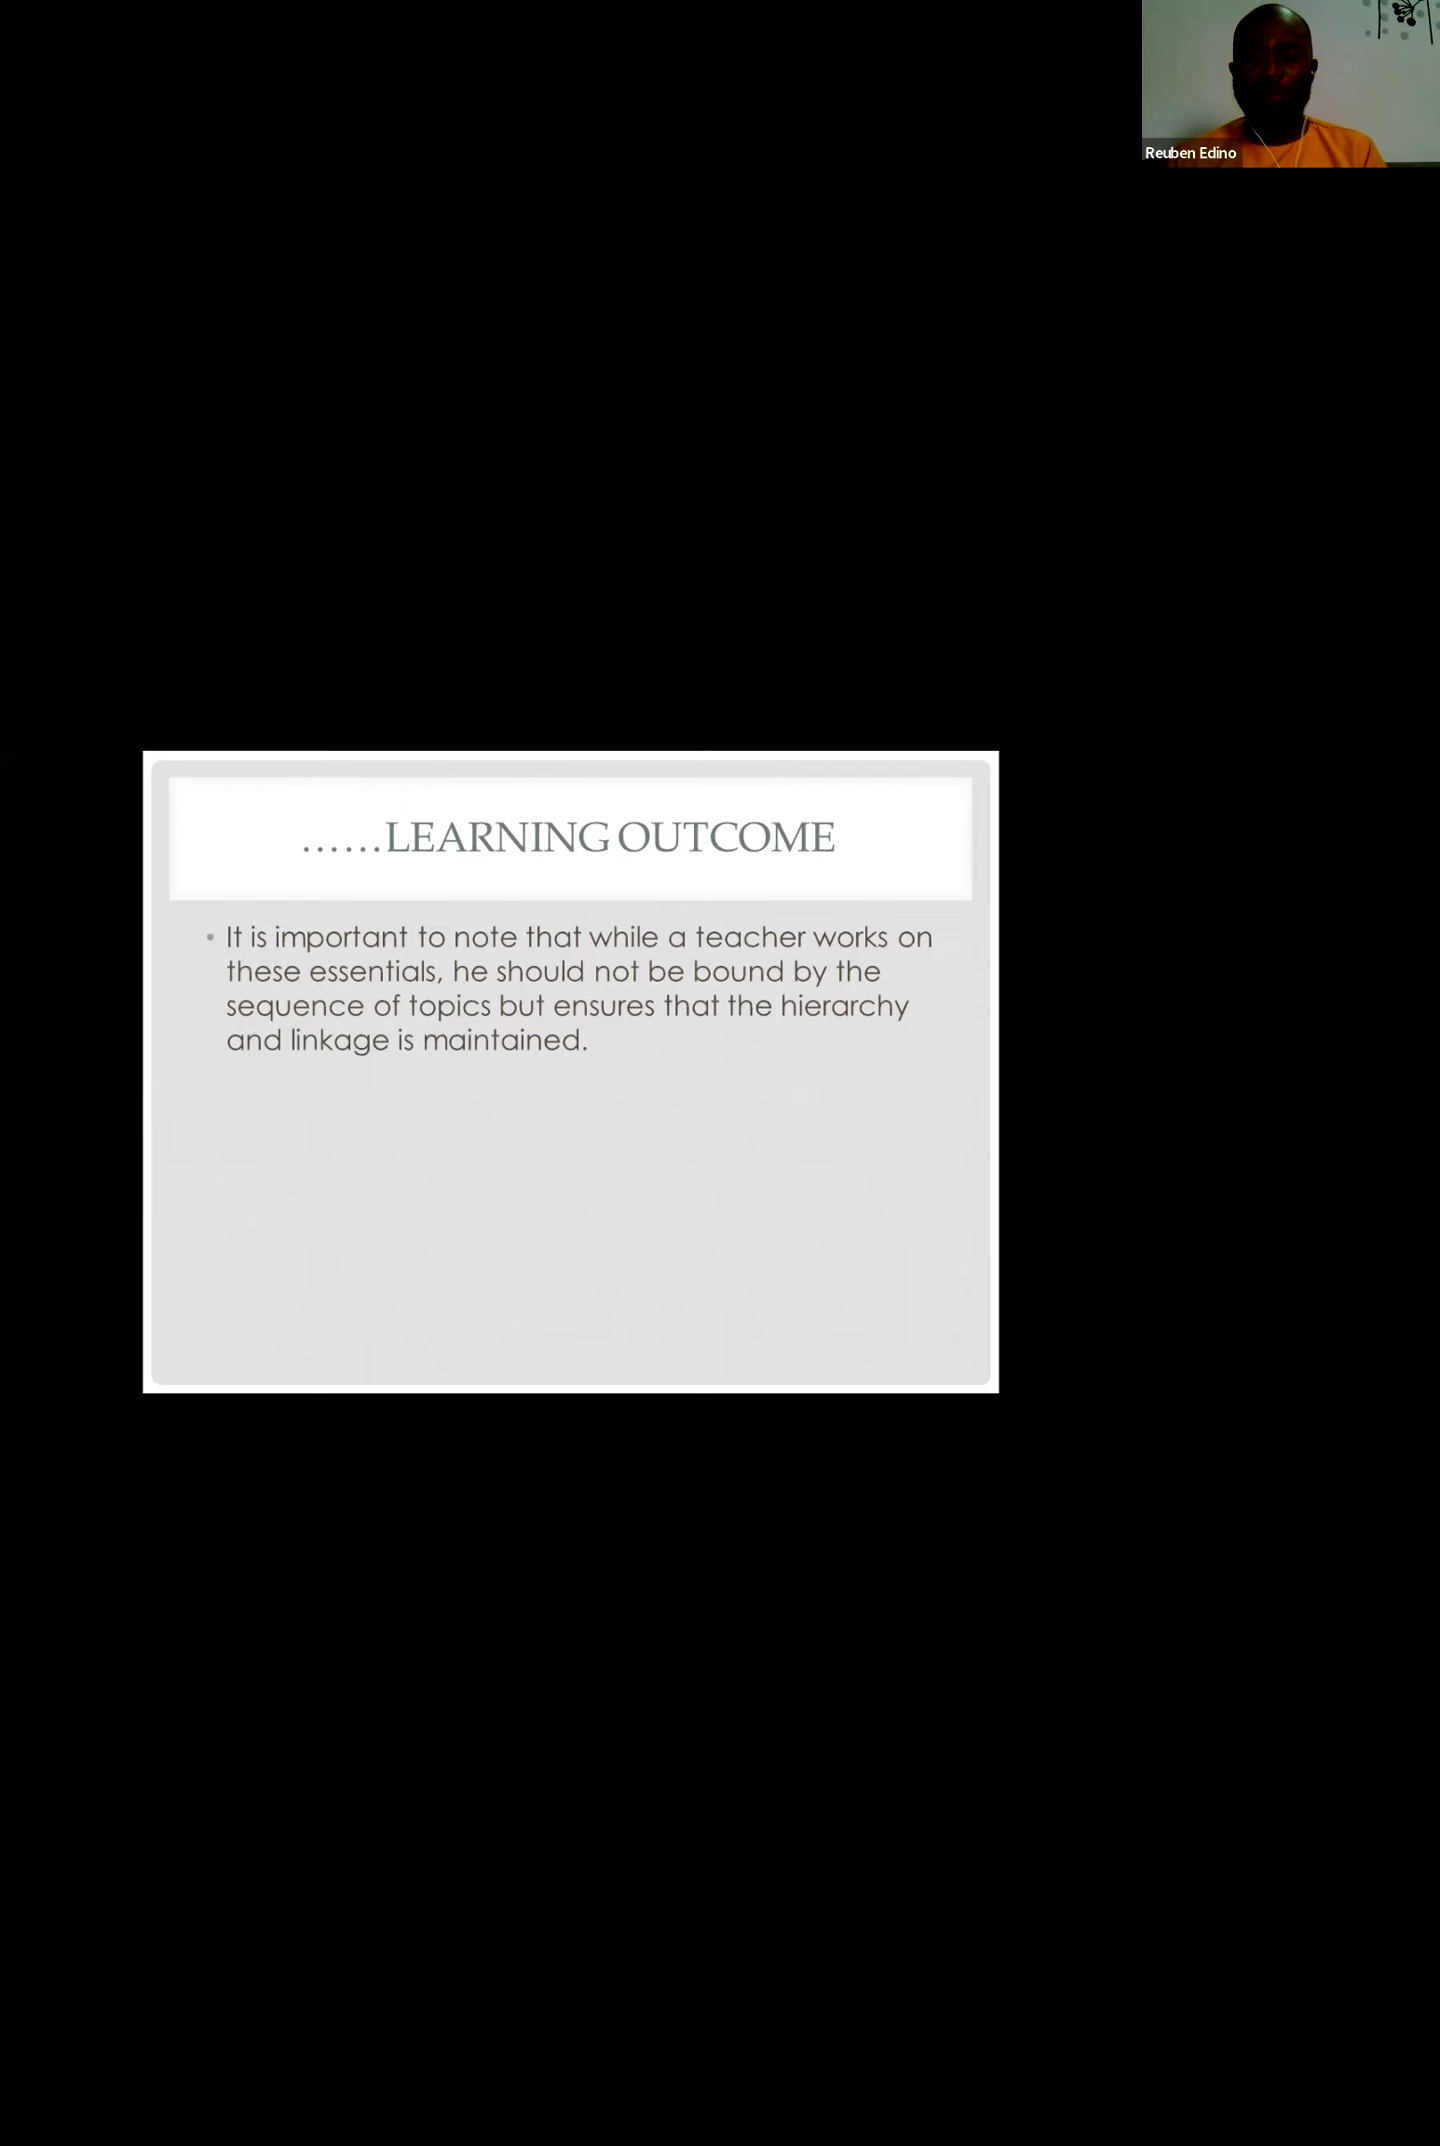 Reuben Edino
......LEARNING OUTCOME
• It is important to note that while a teacher works on
these essentials, he should not be bound by the
sequence of topics but ensures that the hierarchy
and linkage is maintained.